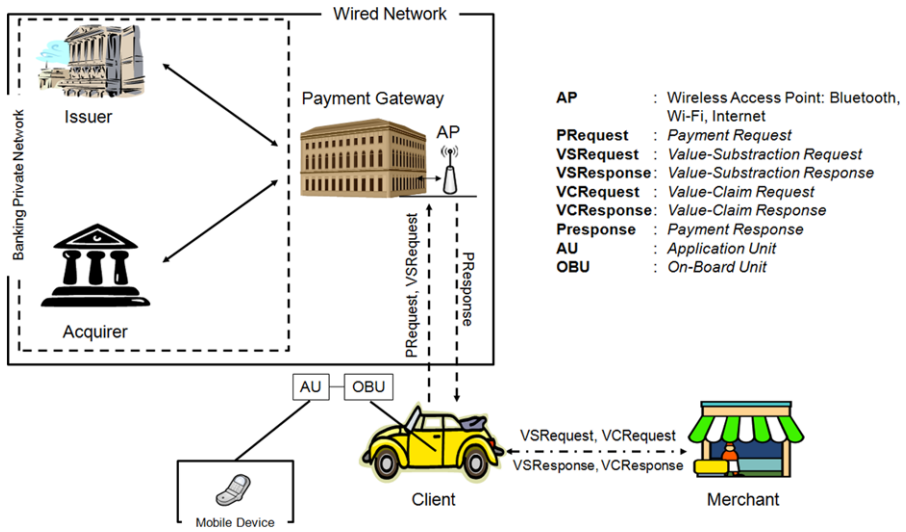 Wired Network
Banking Private Network
Issuer
Payment Gateway
AP
Acquirer
PRequest, VSRequest
PResponse
AP : Wireless Access Point: Bluetooth,
Wi-Fi, Internet
PRequest : Payment Request
VSRequest : Value-Substraction Request
VSResponse : Value-Substraction Response
VCRequest : Value-Claim Request
VCResponse : Value-Claim Response
Presponse : Payment Response
AU : Application Unit
OBU : On-Board Unit
AU
OBU
VSRequest, VCRequest
VSResponse, VCResponse
Client
Merchant
Mobile Device